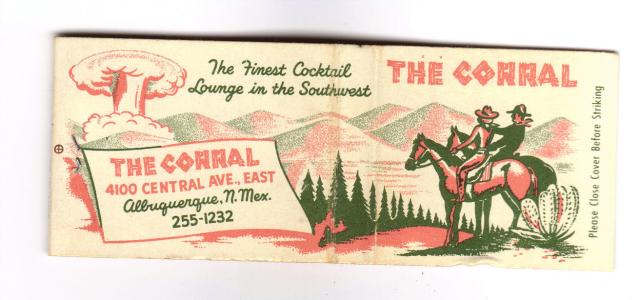 The Finest Cocktail
Lounge in the Southwest
THE CORRAL
4100 CENTRAL AVE., EAST
Albuquerque, N. Mex.
255-1232
THE CORRAL
Please Close Cover Before Striking